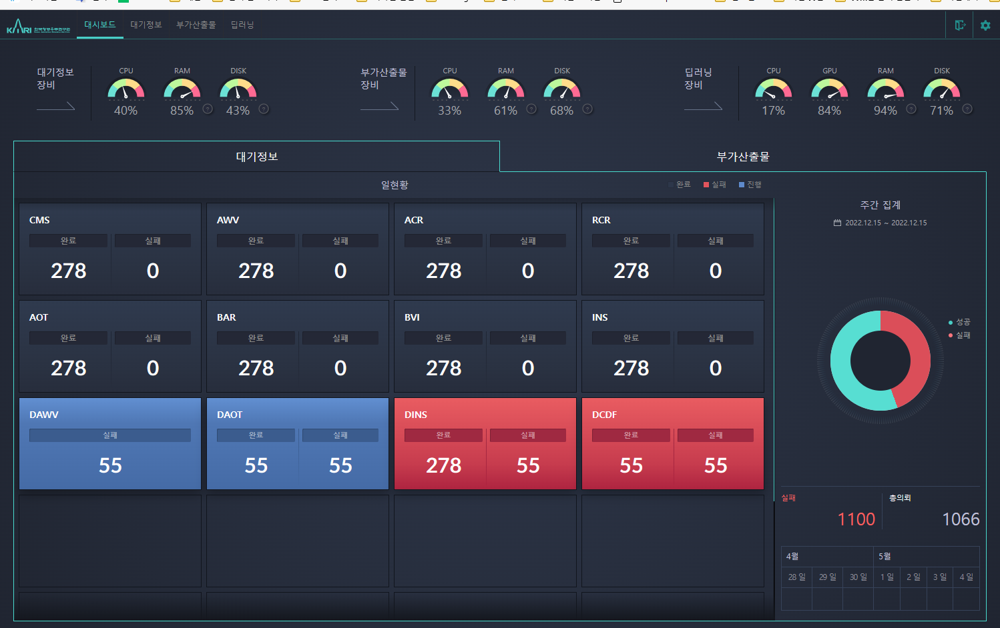 KARI 한국항공우주연구원
대시보드 대기정보 부가산출물 딥러닝
대기정보
장비
CPU RAM DISK
40% 85% ? 43% ?
부가산출물
장비
CPU RAM DISK
33% 61% ? 68% ?
딥러닝
장비
CPU GPU RAM DISK
17% 84% 94% ? 71% ?
대기정보 부가산출물
일현황
완료 실패 진행
CMS
완료 실패
278 0
AWV
완료 실패
278 0
ACR
완료 실패
278 0
RCR
완료 실패
278 0
AOT
완료 실패
278 0
BAR
완료 실패
278 0
BVI
완료 실패
278 0
INS
완료 실패
278 0
DAWV
실패
55
DAOT
완료 실패
55 55
DINS
완료 실패
278 55
DCDF
완료 실패
55 55
주간 집계
2022.12.15 ~ 2022.12.15
성공
실패
실패
1100
총의뢰
1066
4월 5월
28 일 29 일 30 일 1 일 2 일 3 일 4 일